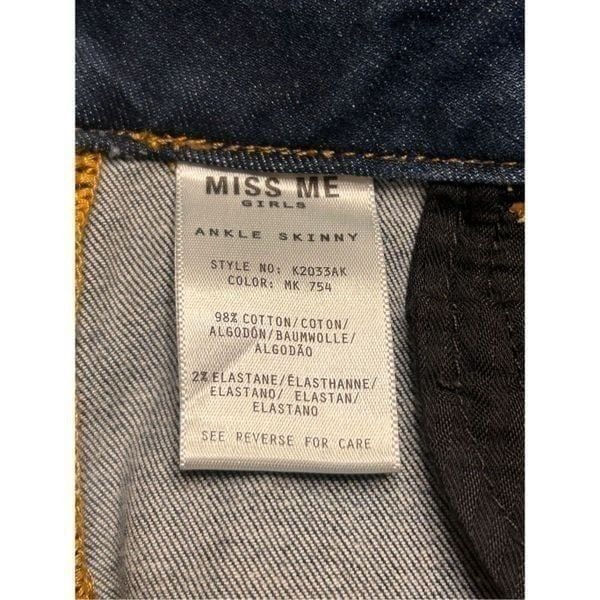 MISS ME
GIRLS
ANKLE SKINNY
STYLE NO: K2033AK
COLOR: MK 754
98% COTTON/COTON/
ALGODÓN/BAUMWOLLE/
ALGODÃO
2% ELASTANE/ÉLASTHANNE/
ELASTANO/ ELASTAN/
ELASTANO
SEE REVERSE FOR CARE